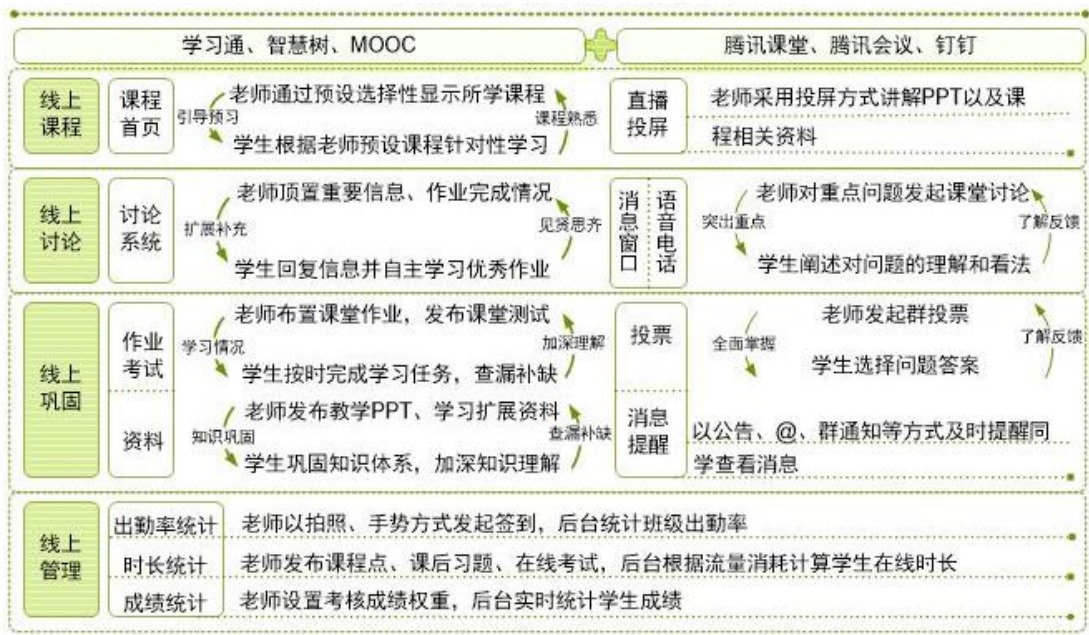 学习通、智慧树、MOOC
腾讯课堂、腾讯会议、钉钉
线上
课程
课程
首页
老师通过预设选择性显示所学课程
引导预习
课程熟悉
学生根据老师预设课程针对性学习
直播
投屏
老师采用投屏方式讲解PPT以及课
程相关资料
线上
讨论
讨论
系统
老师顶置重要信息、作业完成情况
扩展补充
见贤思齐
学生回复信息并自主学习优秀作业
消息窗口
语音电话
老师对重点问题发起课堂讨论
突出重点
了解反馈
学生阐述对问题的理解和看法
线上
巩固
作业
考试
老师布置课堂作业，发布课堂测试
学习情况
加深理解
学生按时完成学习任务，查漏补缺
投票
老师发起群投票
全面掌握
了解反馈
学生选择问题答案
资料
老师发布教学PPT、学习扩展资料
知识巩固
查漏补缺
学生巩固知识体系，加深知识理解
消息
提醒
以公告、@、群通知等方式及时提醒同
学查看消息
线上
管理
出勤率统计
老师以拍照、手势方式发起签到，后台统计班级出勤率
时长统计
老师发布课程点、课后习题、在线考试，后台根据流量消耗计算学生在线时长
成绩统计
老师设置考核成绩权重，后台实时统计学生成绩